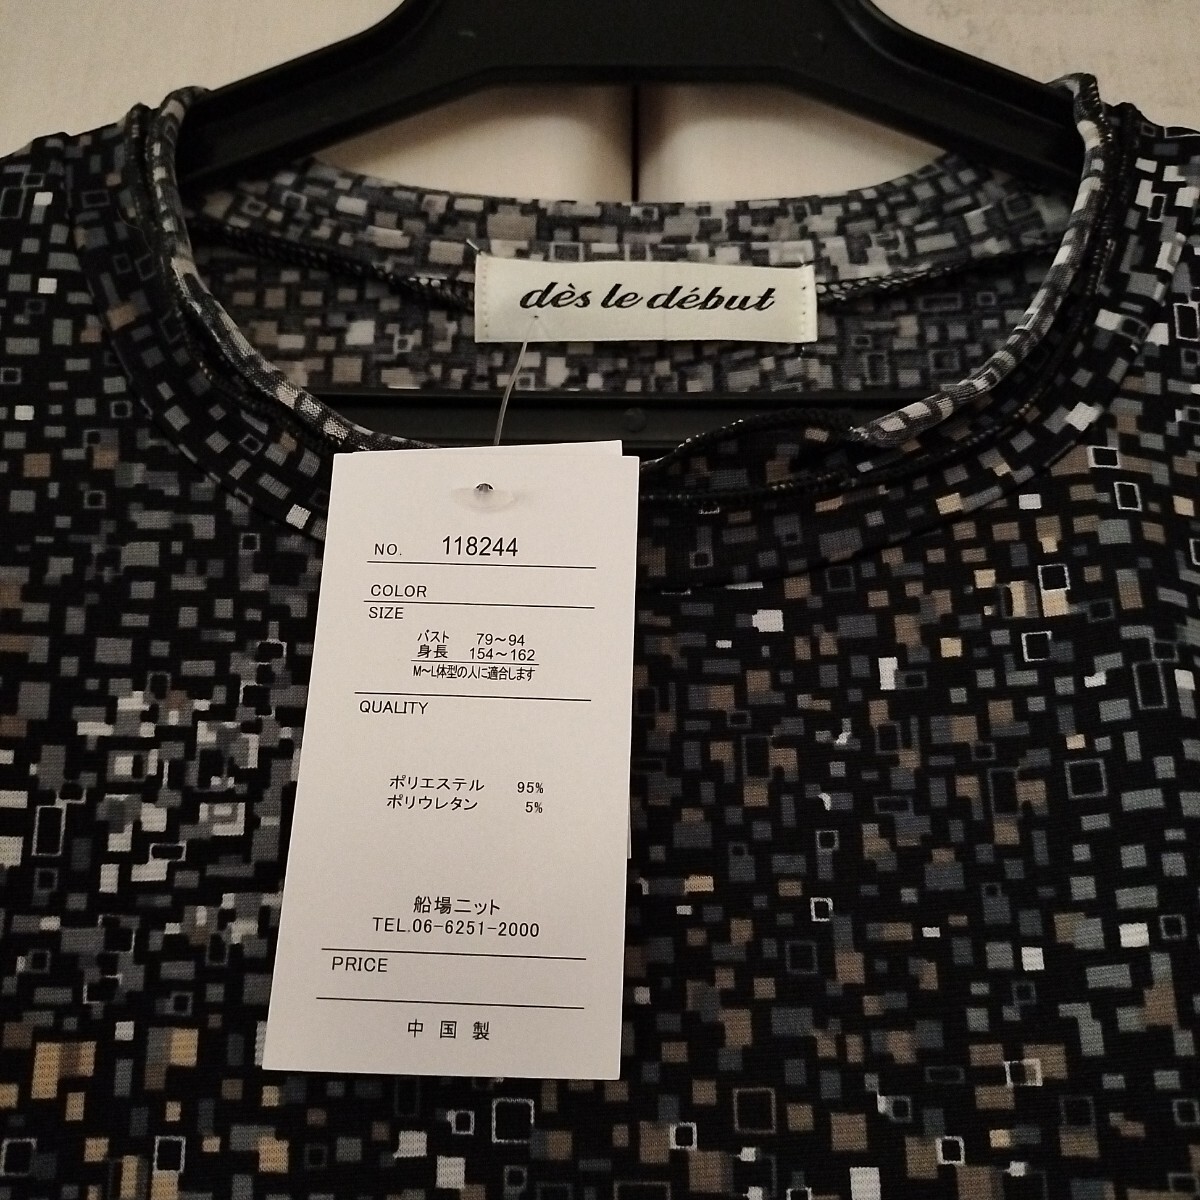 dès le début
NO. 118244
COLOR
SIZE
バスト 79～94
身長 154～162
M～L体型の人に適合します
QUALITY
ポリエステル 95%
ポリウレタン 5%
船場ニット
TEL.06-6251-2000
PRICE
中国製